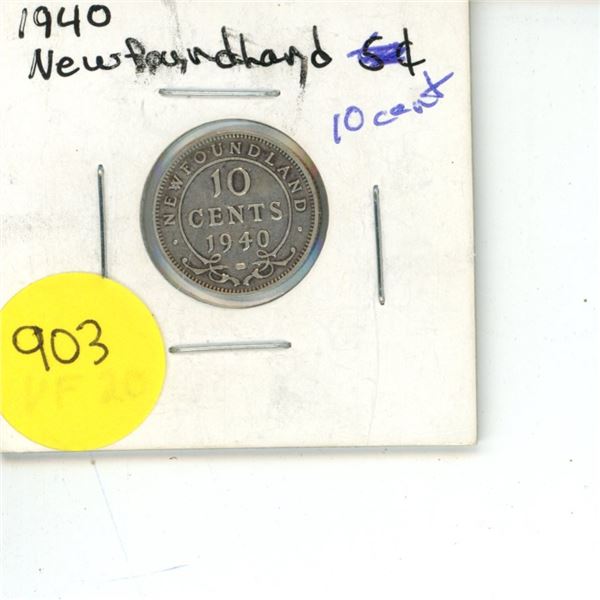 1940
Newfoundland 5¢
10 cent
NEWFOUNDLAND
10
CENTS
1940
903
VF 20